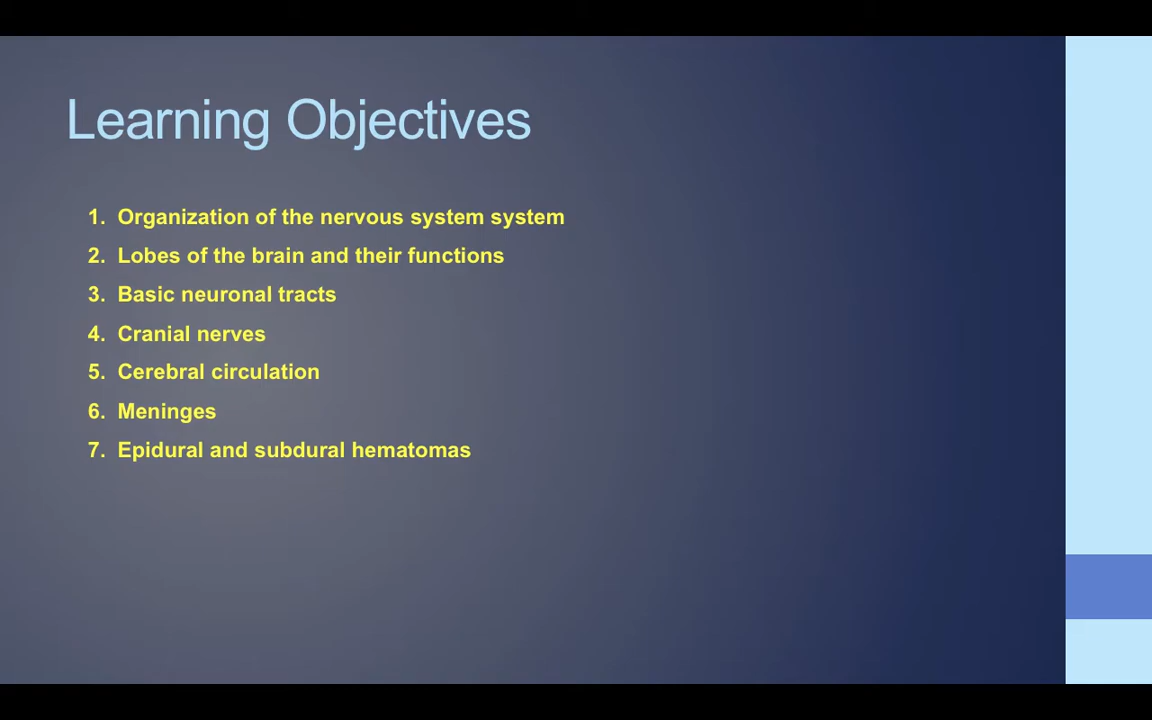 Learning Objectives
1. Organization of the nervous system system
2. Lobes of the brain and their functions
3. Basic neuronal tracts
4. Cranial nerves
5. Cerebral circulation
6. Meninges
7. Epidural and subdural hematomas